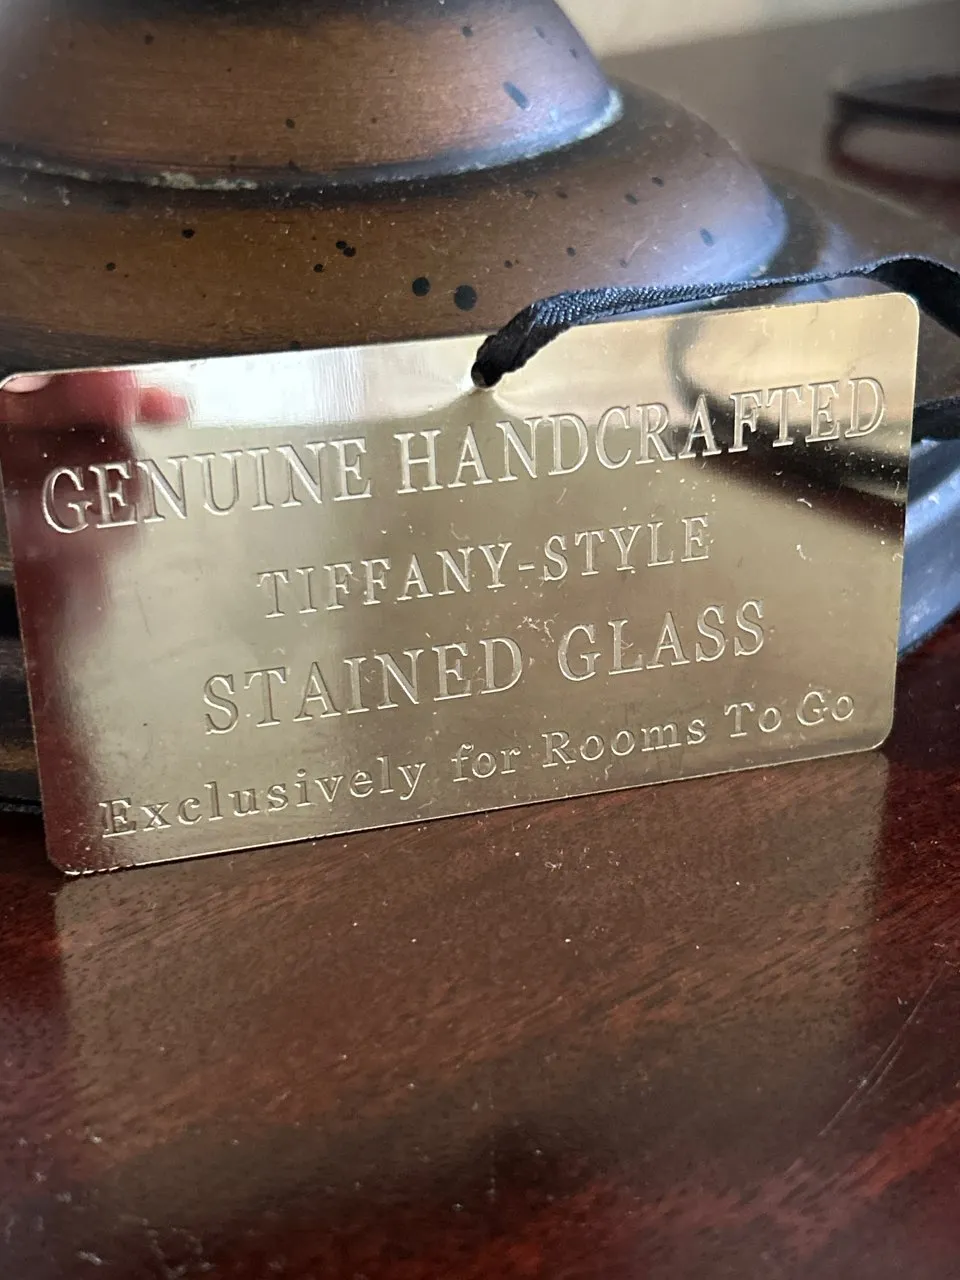 GENUINE HANDCRAFTED
TIFFANY-STYLE
STAINED GLASS
Exclusively for Rooms To Go